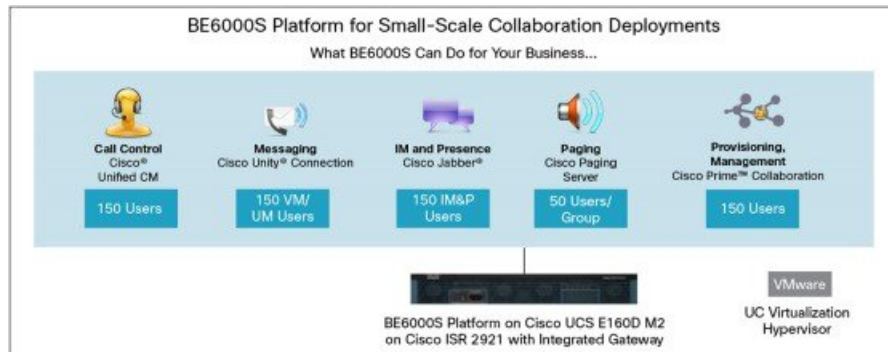 BE6000S Platform for Small-Scale Collaboration Deployments
What BE6000S Can Do for Your Business...
Call Control
Cisco®
Unified CM
150 Users
Messaging
Cisco Unity® Connection
150 VM/
UM Users
IM and Presence
Cisco Jabber®
150 IM&P
Users
Paging
Cisco Paging
Server
50 Users/
Group
Provisioning,
Management
Cisco Prime™ Collaboration
150 Users
BE6000S Platform on Cisco UCS E160D M2
on Cisco ISR 2921 with Integrated Gateway
VMware
UC Virtualization
Hypervisor